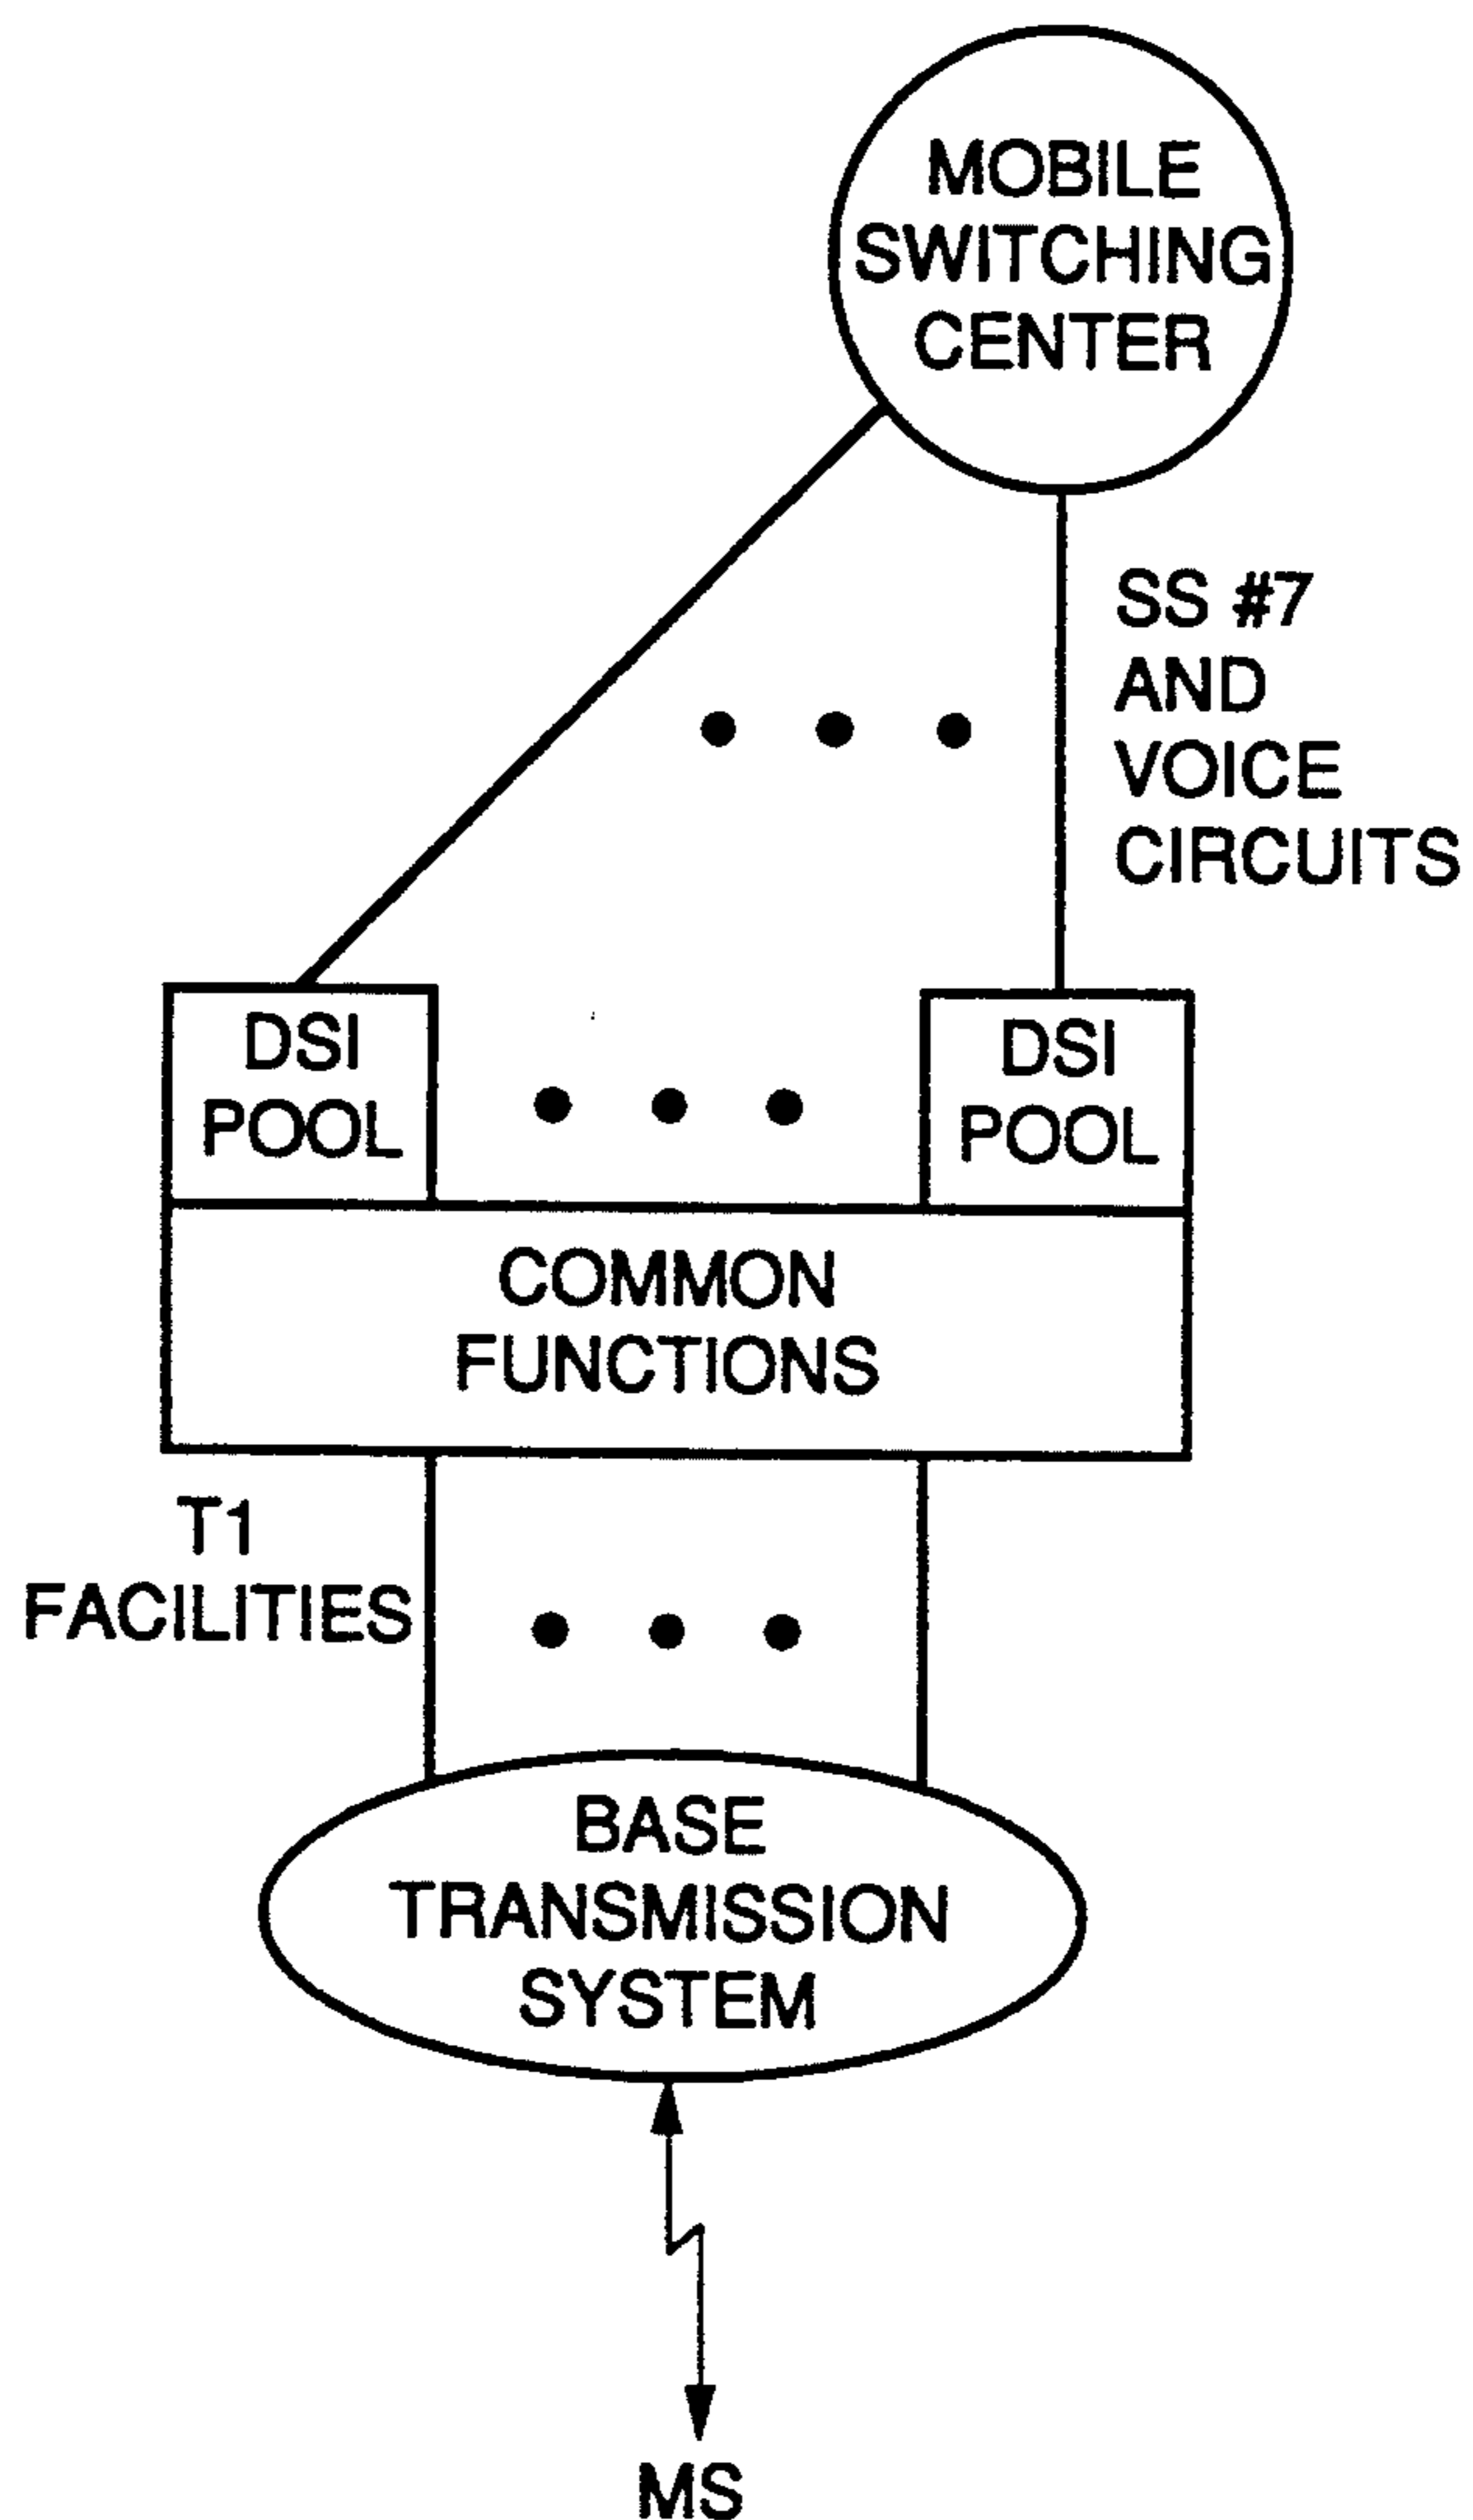 MOBILE
SWITCHING
CENTER
SS #7
AND
VOICE
CIRCUITS
DSI
POOL
DSI
POOL
COMMON
FUNCTIONS
T1
FACILITIES
BASE
TRANSMISSION
SYSTEM
MS